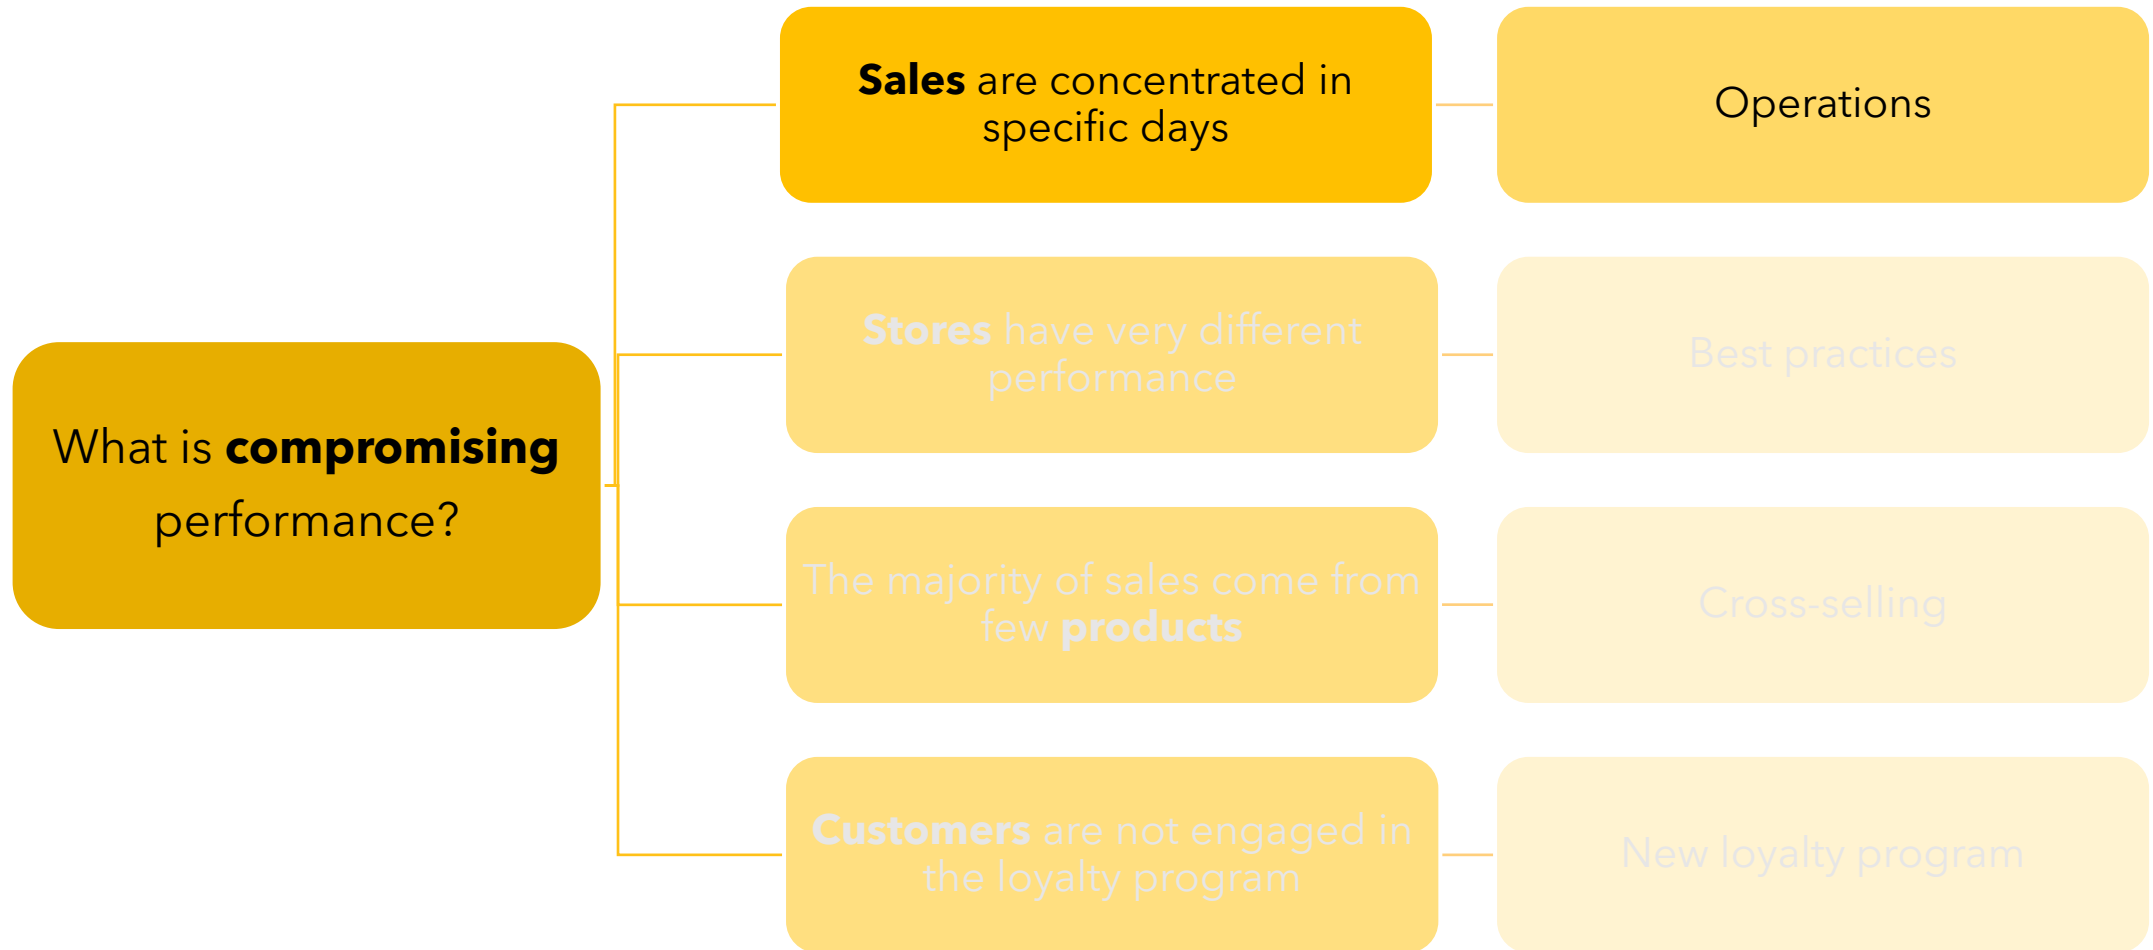 Sales are concentrated in
specific days
Operations
Stores have very different
performance
Best practices
What is compromising
performance?
The majority of sales come from
few products
Cross-selling
Customers are not engaged in
the loyalty program
New loyalty program